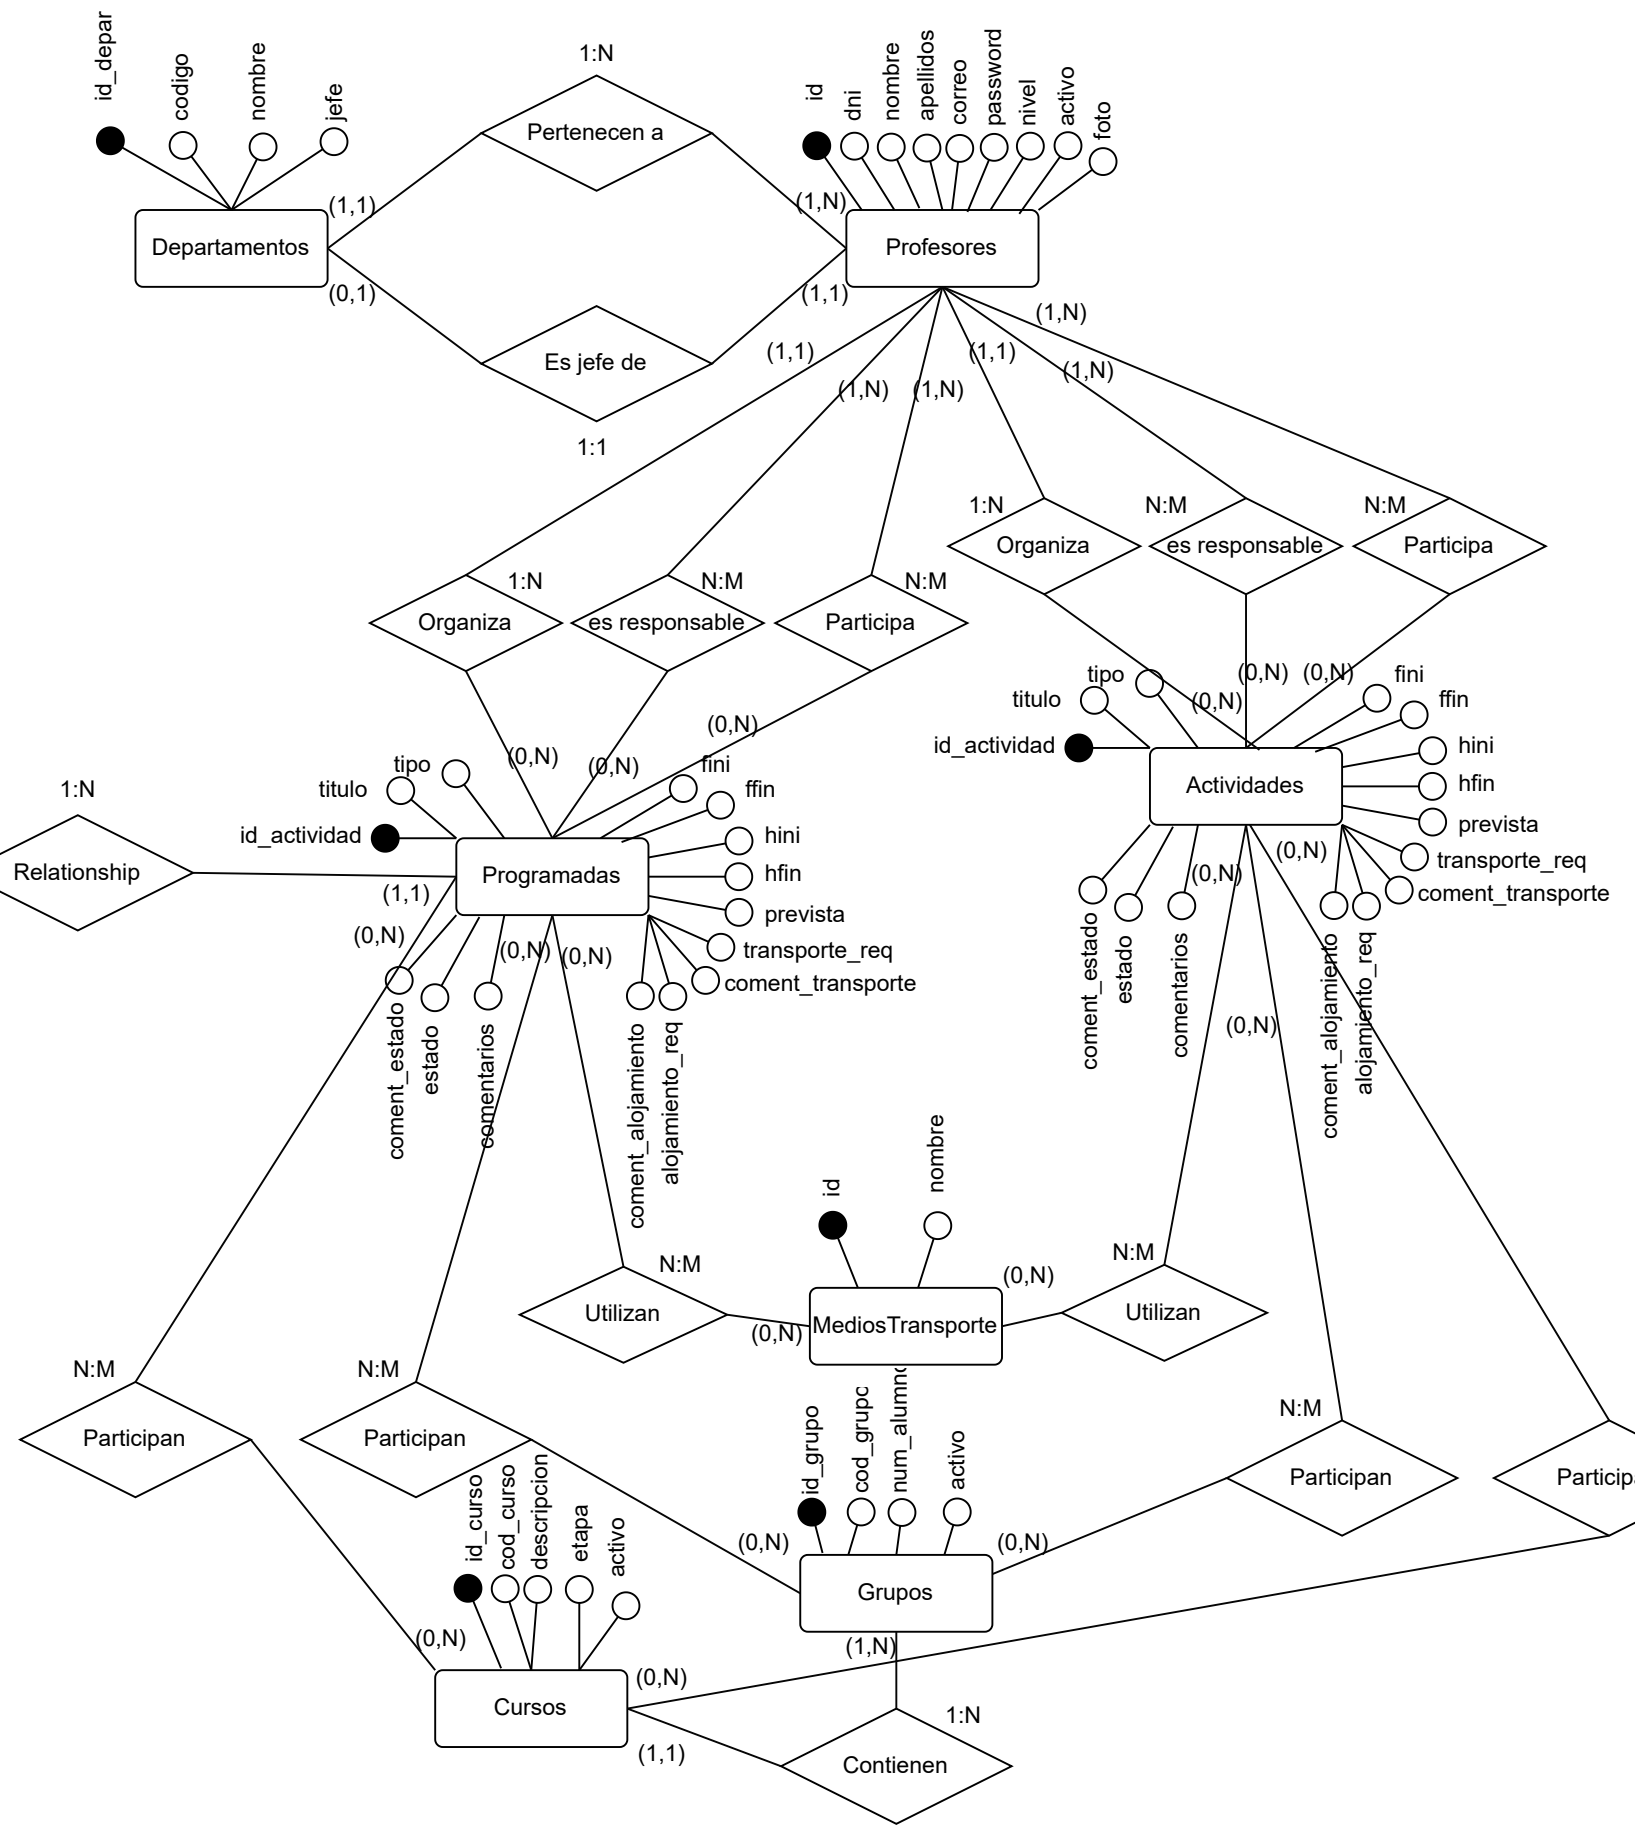 id_depar
codigo
nombre
jefe
1:N
Pertenecen a
id
dni
nombre
apellidos
correo
password
nivel
activo
foto
(1,1)
(1,N)
Departamentos
Profesores
(0,1)
(1,1)
Es jefe de
1:1
(1,1)
(1,N)
(1,N)
(1,1)
(1,N)
(1,N)
1:N
Organiza
N:M
es responsable
N:M
Participa
1:N
Organiza
N:M
es responsable
N:M
Participa
(0,N)
(0,N)
(0,N)
tipo
titulo
id_actividad
fini
ffin
hini
hfin
prevista
transporte_req
coment_transporte
Programadas
(0,N)
(0,N)
(0,N)
tipo
titulo
id_actividad
fini
ffin
hini
hfin
prevista
transporte_req
coment_transporte
Actividades
1:N
Relationship
(1,1)
(0,N)
(0,N)
(0,N)
coment_estado
estado
comentarios
coment_alojamiento
alojamiento_req
(0,N)
(0,N)
(0,N)
coment_estado
estado
comentarios
coment_alojamiento
alojamiento_req
id
nombre
N:M
Utilizan
(0,N)
MediosTransporte
(0,N)
N:M
Utilizan
N:M
Participan
N:M
Participan
id_grupo
activo
N:M
Participan
(0,N)
(0,N)
Grupos
(1,N)
id_curso
cod_curso
descripcion
etapa
activo
(0,N)
(0,N)
Cursos
(1,1)
1:N
Contienen